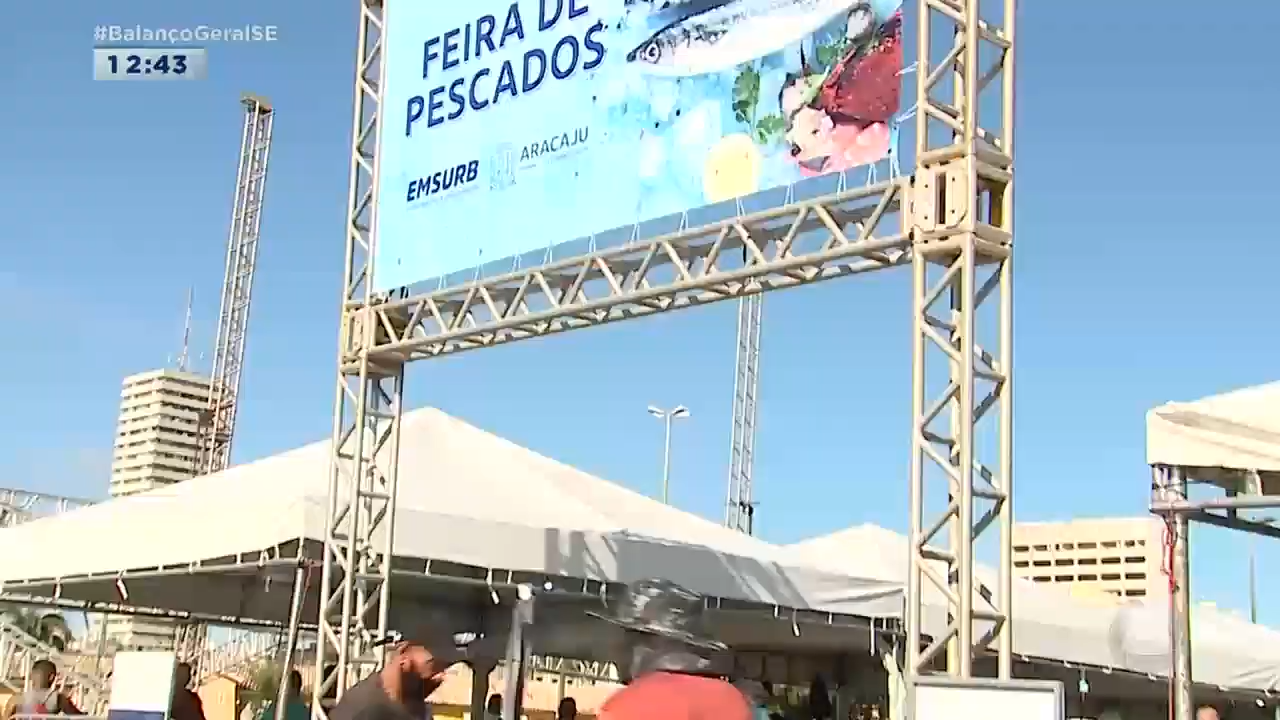 #BalançoGeralSE
12:43
FEIRA DE
PESCADOS
EMSURB
ARACAJU